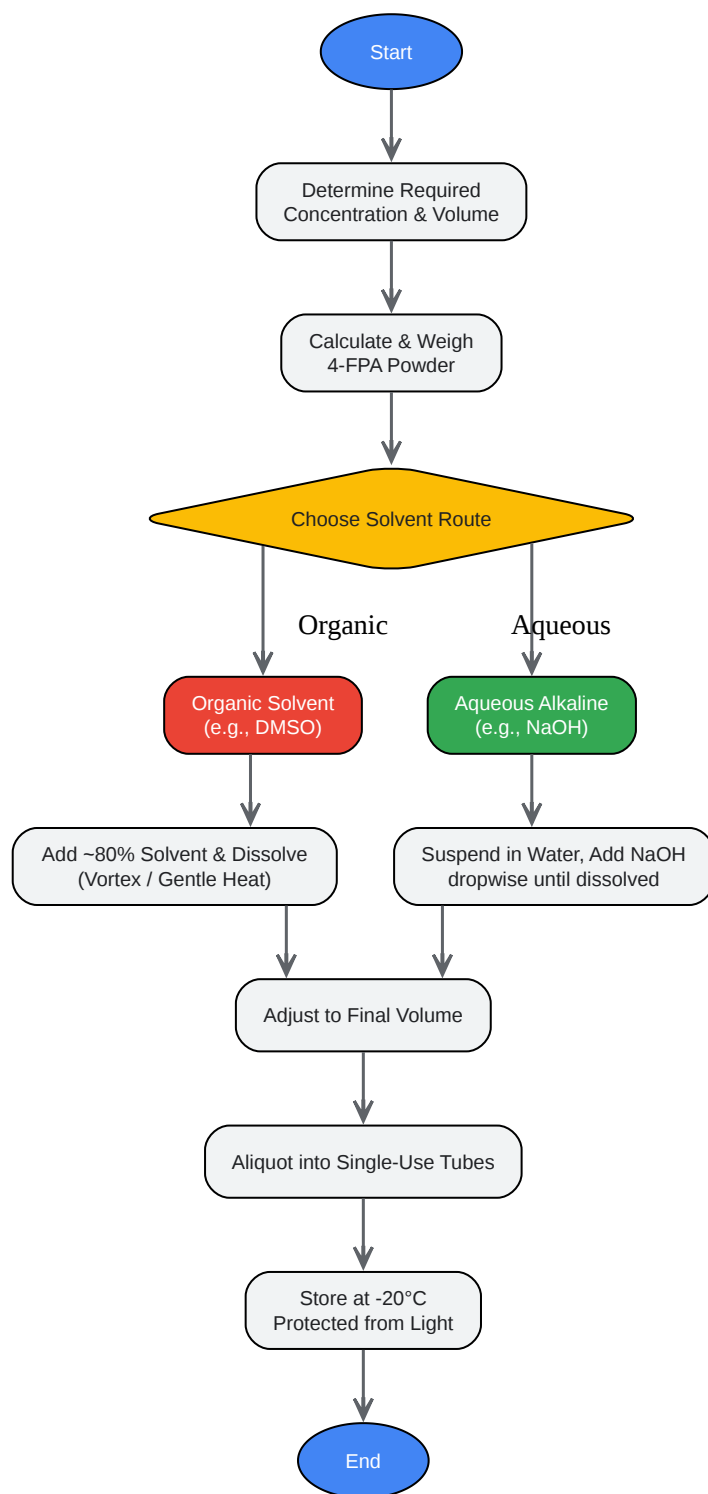 Start
Determine Required
Concentration & Volume
Calculate & Weigh
4-FPA Powder
Choose Solvent Route
Organic
Aqueous
Organic Solvent
(e.g., DMSO)
Aqueous Alkaline
(e.g., NaOH)
Add ~80% Solvent & Dissolve
(Vortex / Gentle Heat)
Suspend in Water, Add NaOH
dropwise until dissolved
Adjust to Final Volume
Aliquot into Single-Use Tubes
Store at -20°C
Protected from Light
End